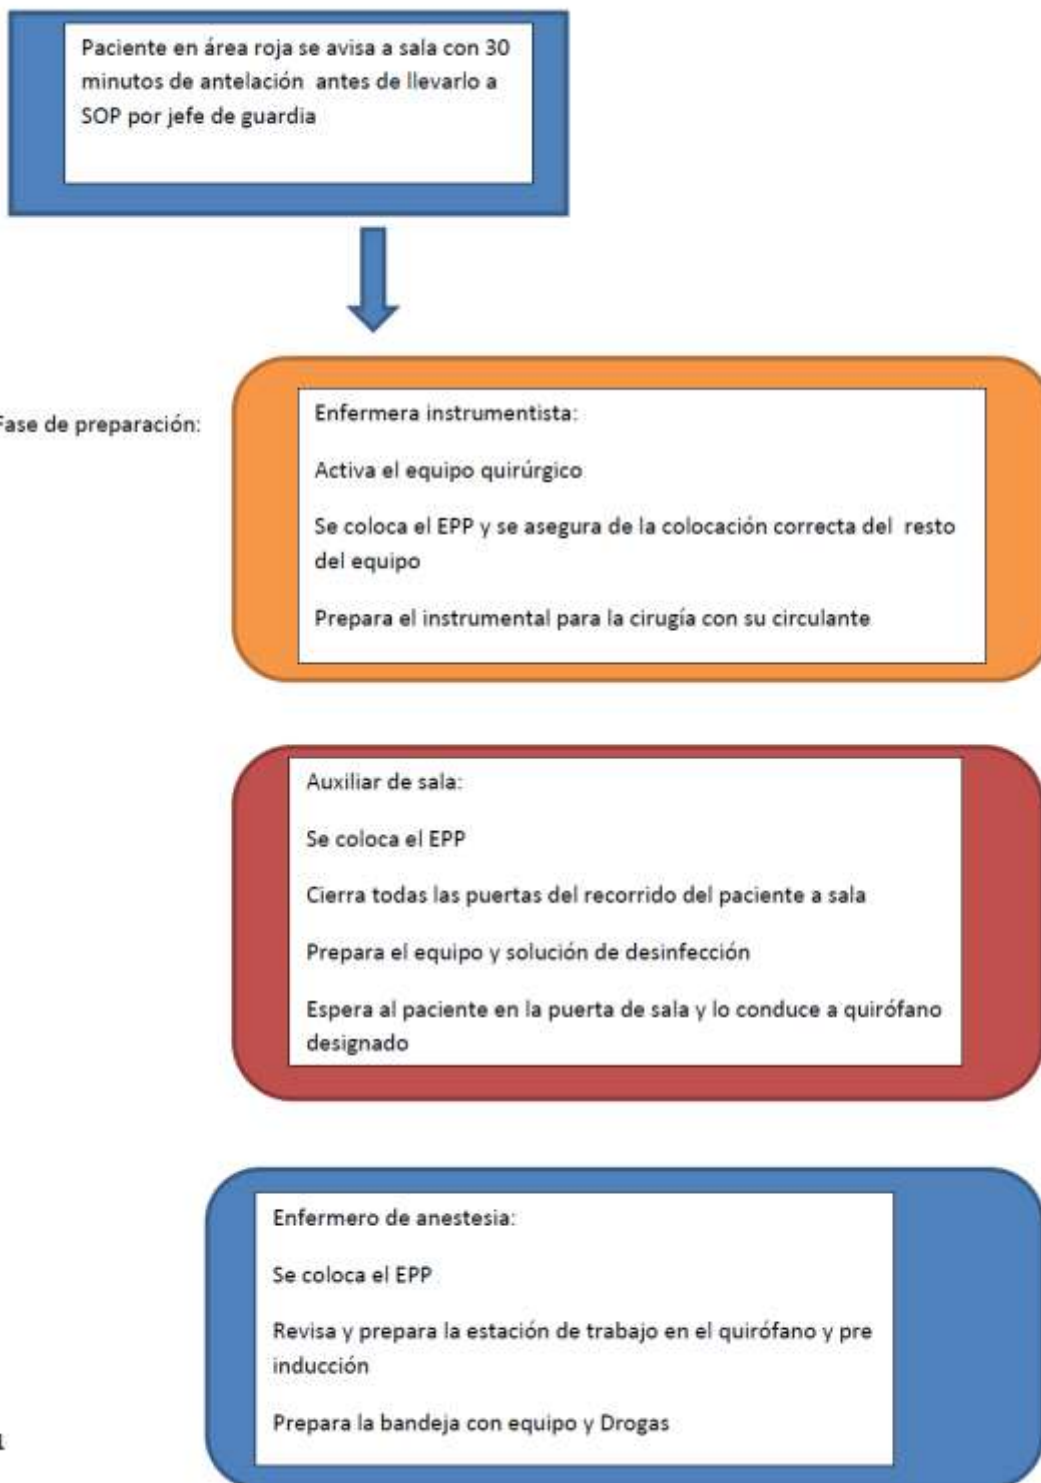 Paciente en área roja se avisa a sala con 30
minutos de antelación antes de llevarlo a
SOP por jefe de guardia
Fase de preparación:
Enfermera instrumentista:
Activa el equipo quirúrgico
Se coloca el EPP y se asegura de la colocación correcta del resto
del equipo
Prepara el instrumental para la cirugía con su circulante
Auxiliar de sala:
Se coloca el EPP
Cierra todas las puertas del recorrido del paciente a sala
Prepara el equipo y solución de desinfección
Espera al paciente en la puerta de sala y lo conduce a quirófano
designado
Enfermero de anestesia:
Se coloca el EPP
Revisa y prepara la estación de trabajo en el quirófano y pre
inducción
Prepara la bandeja con equipo y Drogas
1